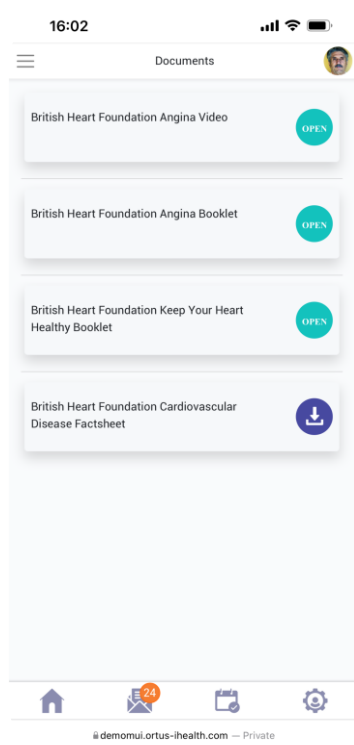 16:02
Documents
British Heart Foundation Angina Video
OPEN
British Heart Foundation Angina Booklet
OPEN
British Heart Foundation Keep Your Heart
Healthy Booklet
OPEN
British Heart Foundation Cardiovascular
Disease Factsheet
24
demomui.ortus-ihealth.com — Private